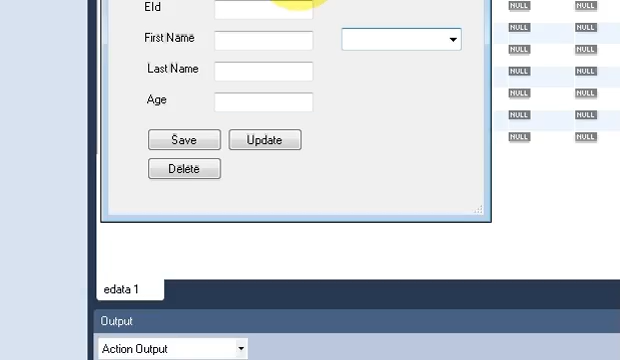 EId NULL NULL
NULL NULL
First Name
NULL NULL
Last Name NULL NULL
Age NULL NULL
NULL NULL
Save Update NULL NULL
Delete
edata 1
Output
Action Output